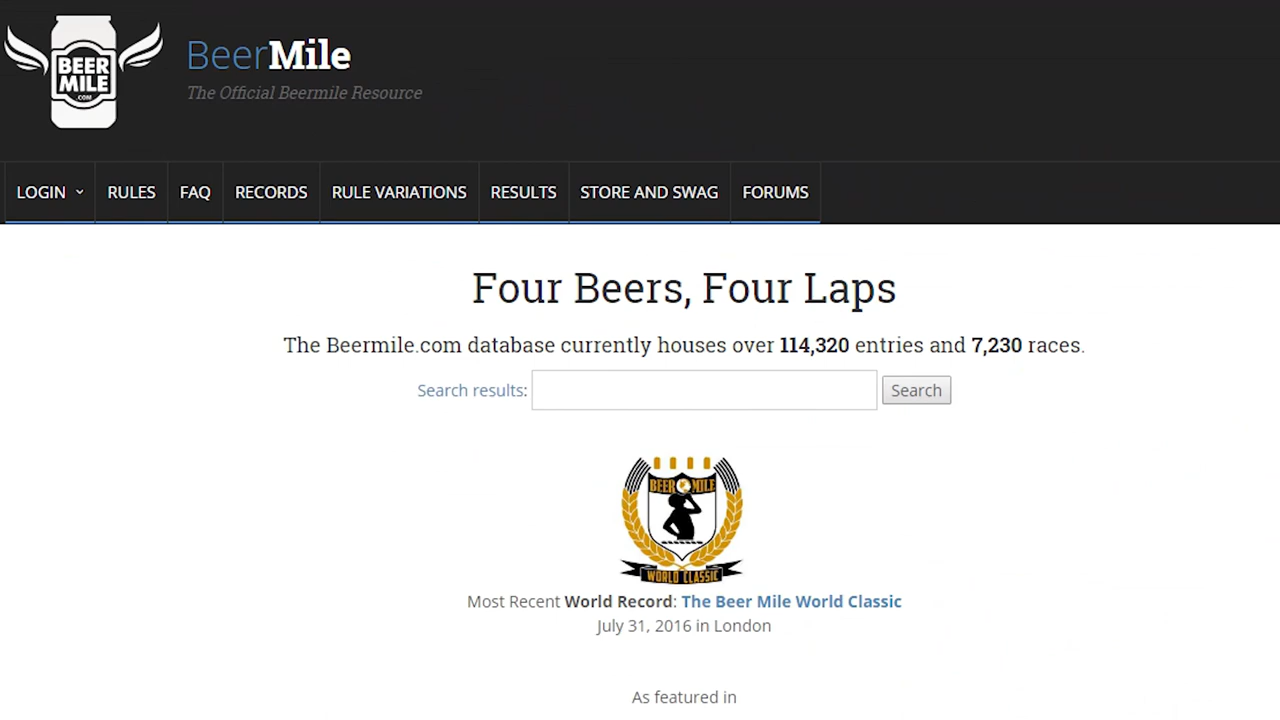 BEER
MILE
.COM
BeerMile
The Official Beermile Resource
LOGIN
RULES
FAQ
RECORDS
RULE VARIATIONS
RESULTS
STORE AND SWAG
FORUMS
Four Beers, Four Laps
The Beermile.com database currently houses over 114,320 entries and 7,230 races.
Search results:
Search
BEER MILE
WORLD CLASSIC
Most Recent World Record: The Beer Mile World Classic
July 31, 2016 in London
As featured in